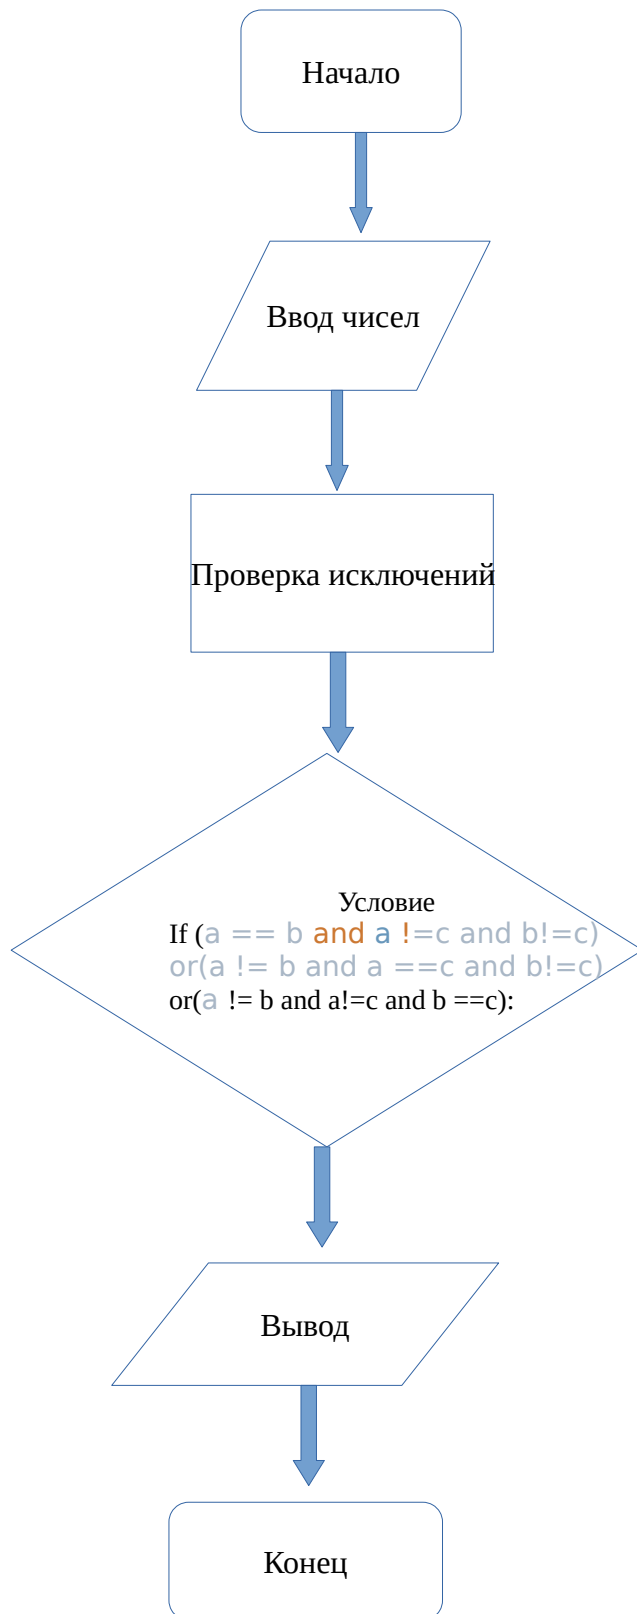 Начало
Ввод чисел
Проверка исключений
Условие
If (a == b and a !=c and b!=c)
or(a != b and a ==c and b!=c)
or(a != b and a!=c and b ==c):
Вывод
Конец